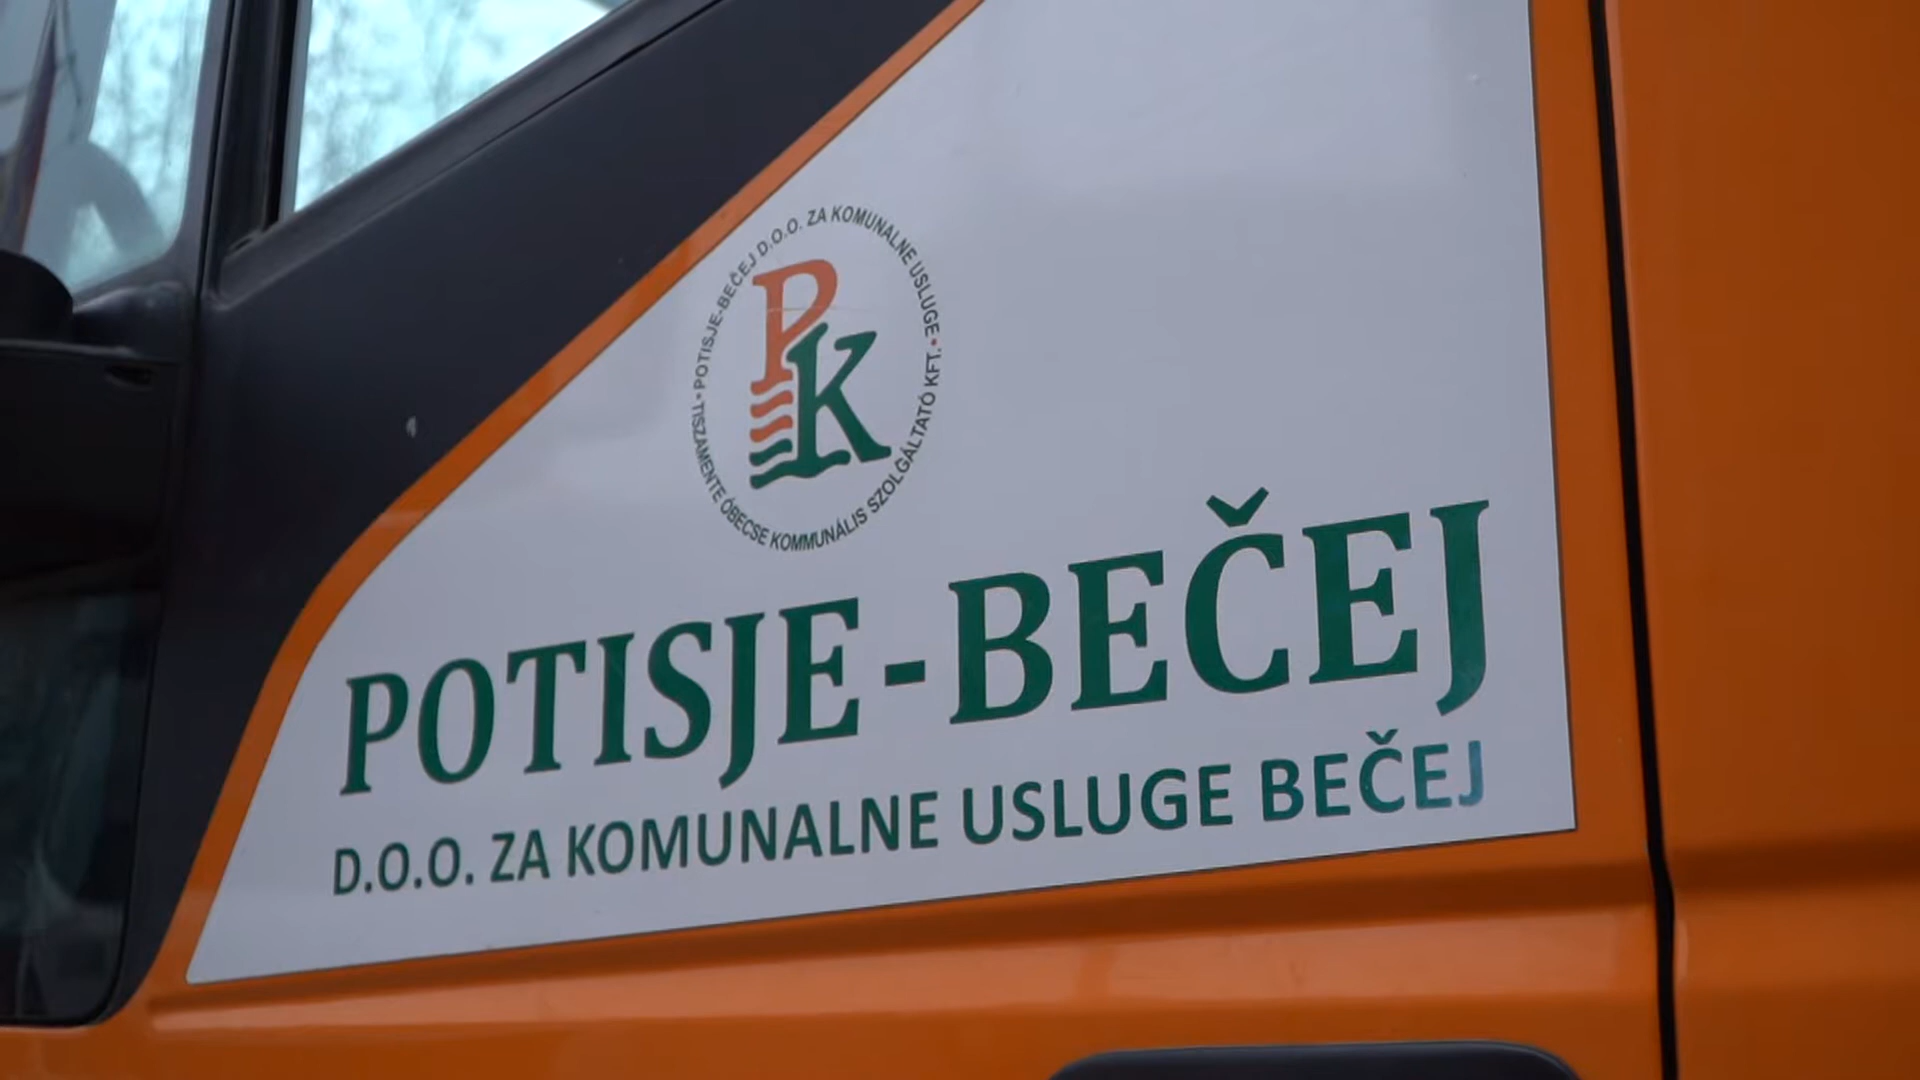 POTISJE-BEČEJ D.O.O. ZA KOMUNALNE USLUGE •
TISZAMENTE ÓBECSE KOMMUNÁLIS SZOLGÁLTATÓ KFT. •
PK
POTISJE-BEČEJ
D.O.O. ZA KOMUNALNE USLUGE BEČEJ